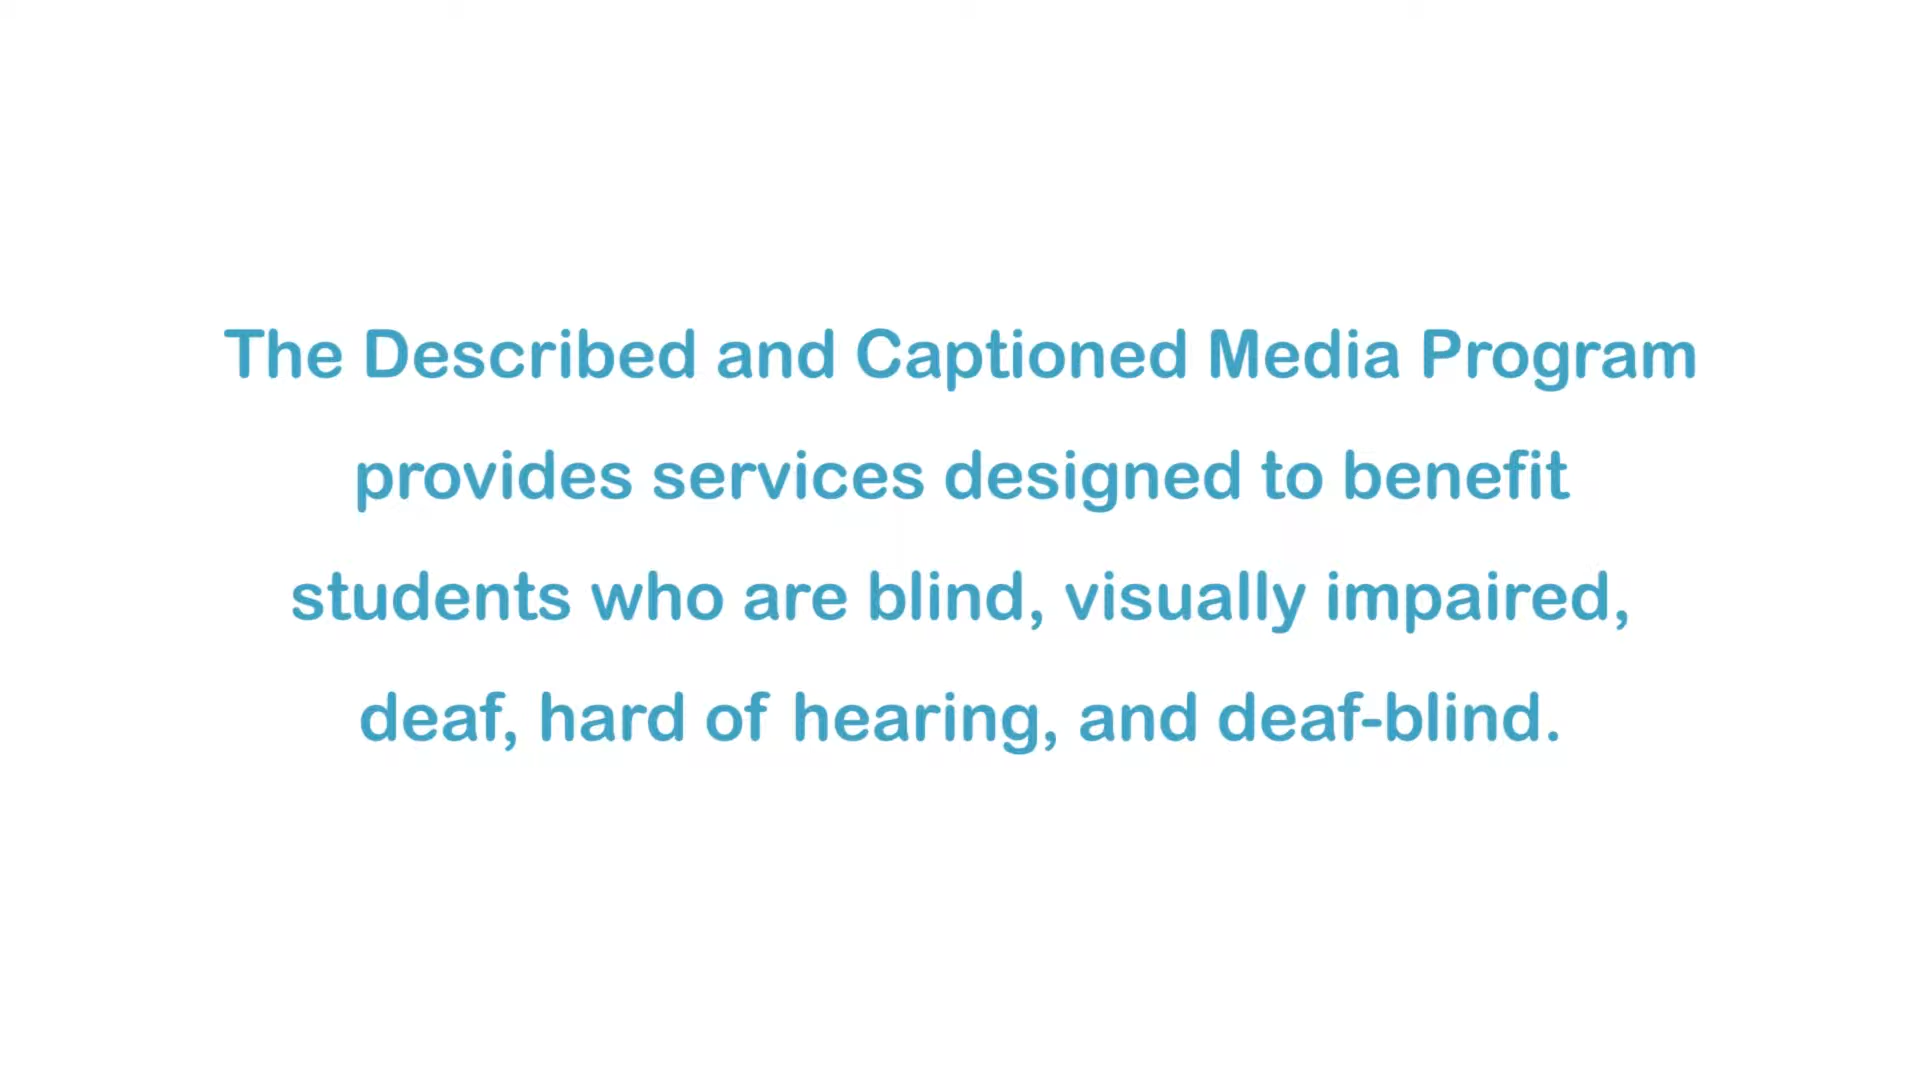 The Described and Captioned Media Program
provides services designed to benefit
students who are blind, visually impaired,
deaf, hard of hearing, and deaf-blind.